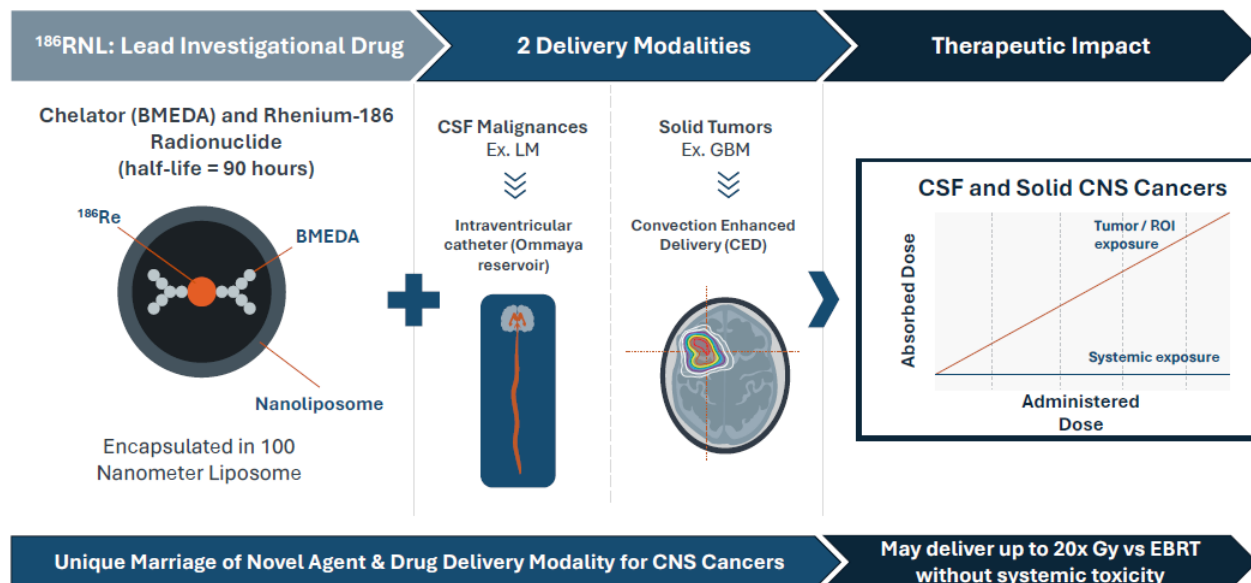 ¹⁸⁶RNL: Lead Investigational Drug
2 Delivery Modalities
Therapeutic Impact
Chelator (BMEDA) and Rhenium-186
Radionuclide
(half-life = 90 hours)
¹⁸⁶Re
BMEDA
Nanoliposome
Encapsulated in 100
Nanometer Liposome
CSF Malignances
Ex. LM
Intraventricular
catheter (Ommaya
reservoir)
Solid Tumors
Ex. GBM
Convection Enhanced
Delivery (CED)
CSF and Solid CNS Cancers
Absorbed Dose
Tumor / ROI
exposure
Systemic exposure
Administered
Dose
Unique Marriage of Novel Agent & Drug Delivery Modality for CNS Cancers
May deliver up to 20x Gy vs EBRT
without systemic toxicity